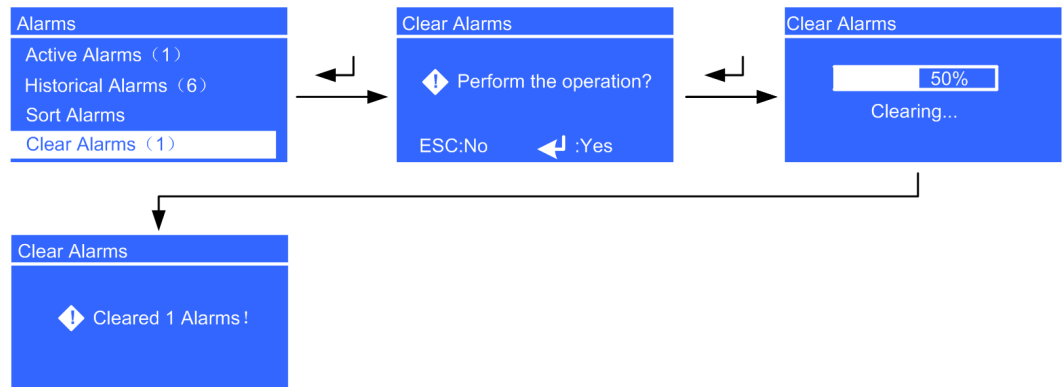 Alarms
Active Alarms（1）
Historical Alarms（6）
Sort Alarms
Clear Alarms（1）
Clear Alarms
Perform the operation?
ESC:No :Yes
Clear Alarms
50%
Clearing...
Clear Alarms
Cleared 1 Alarms！